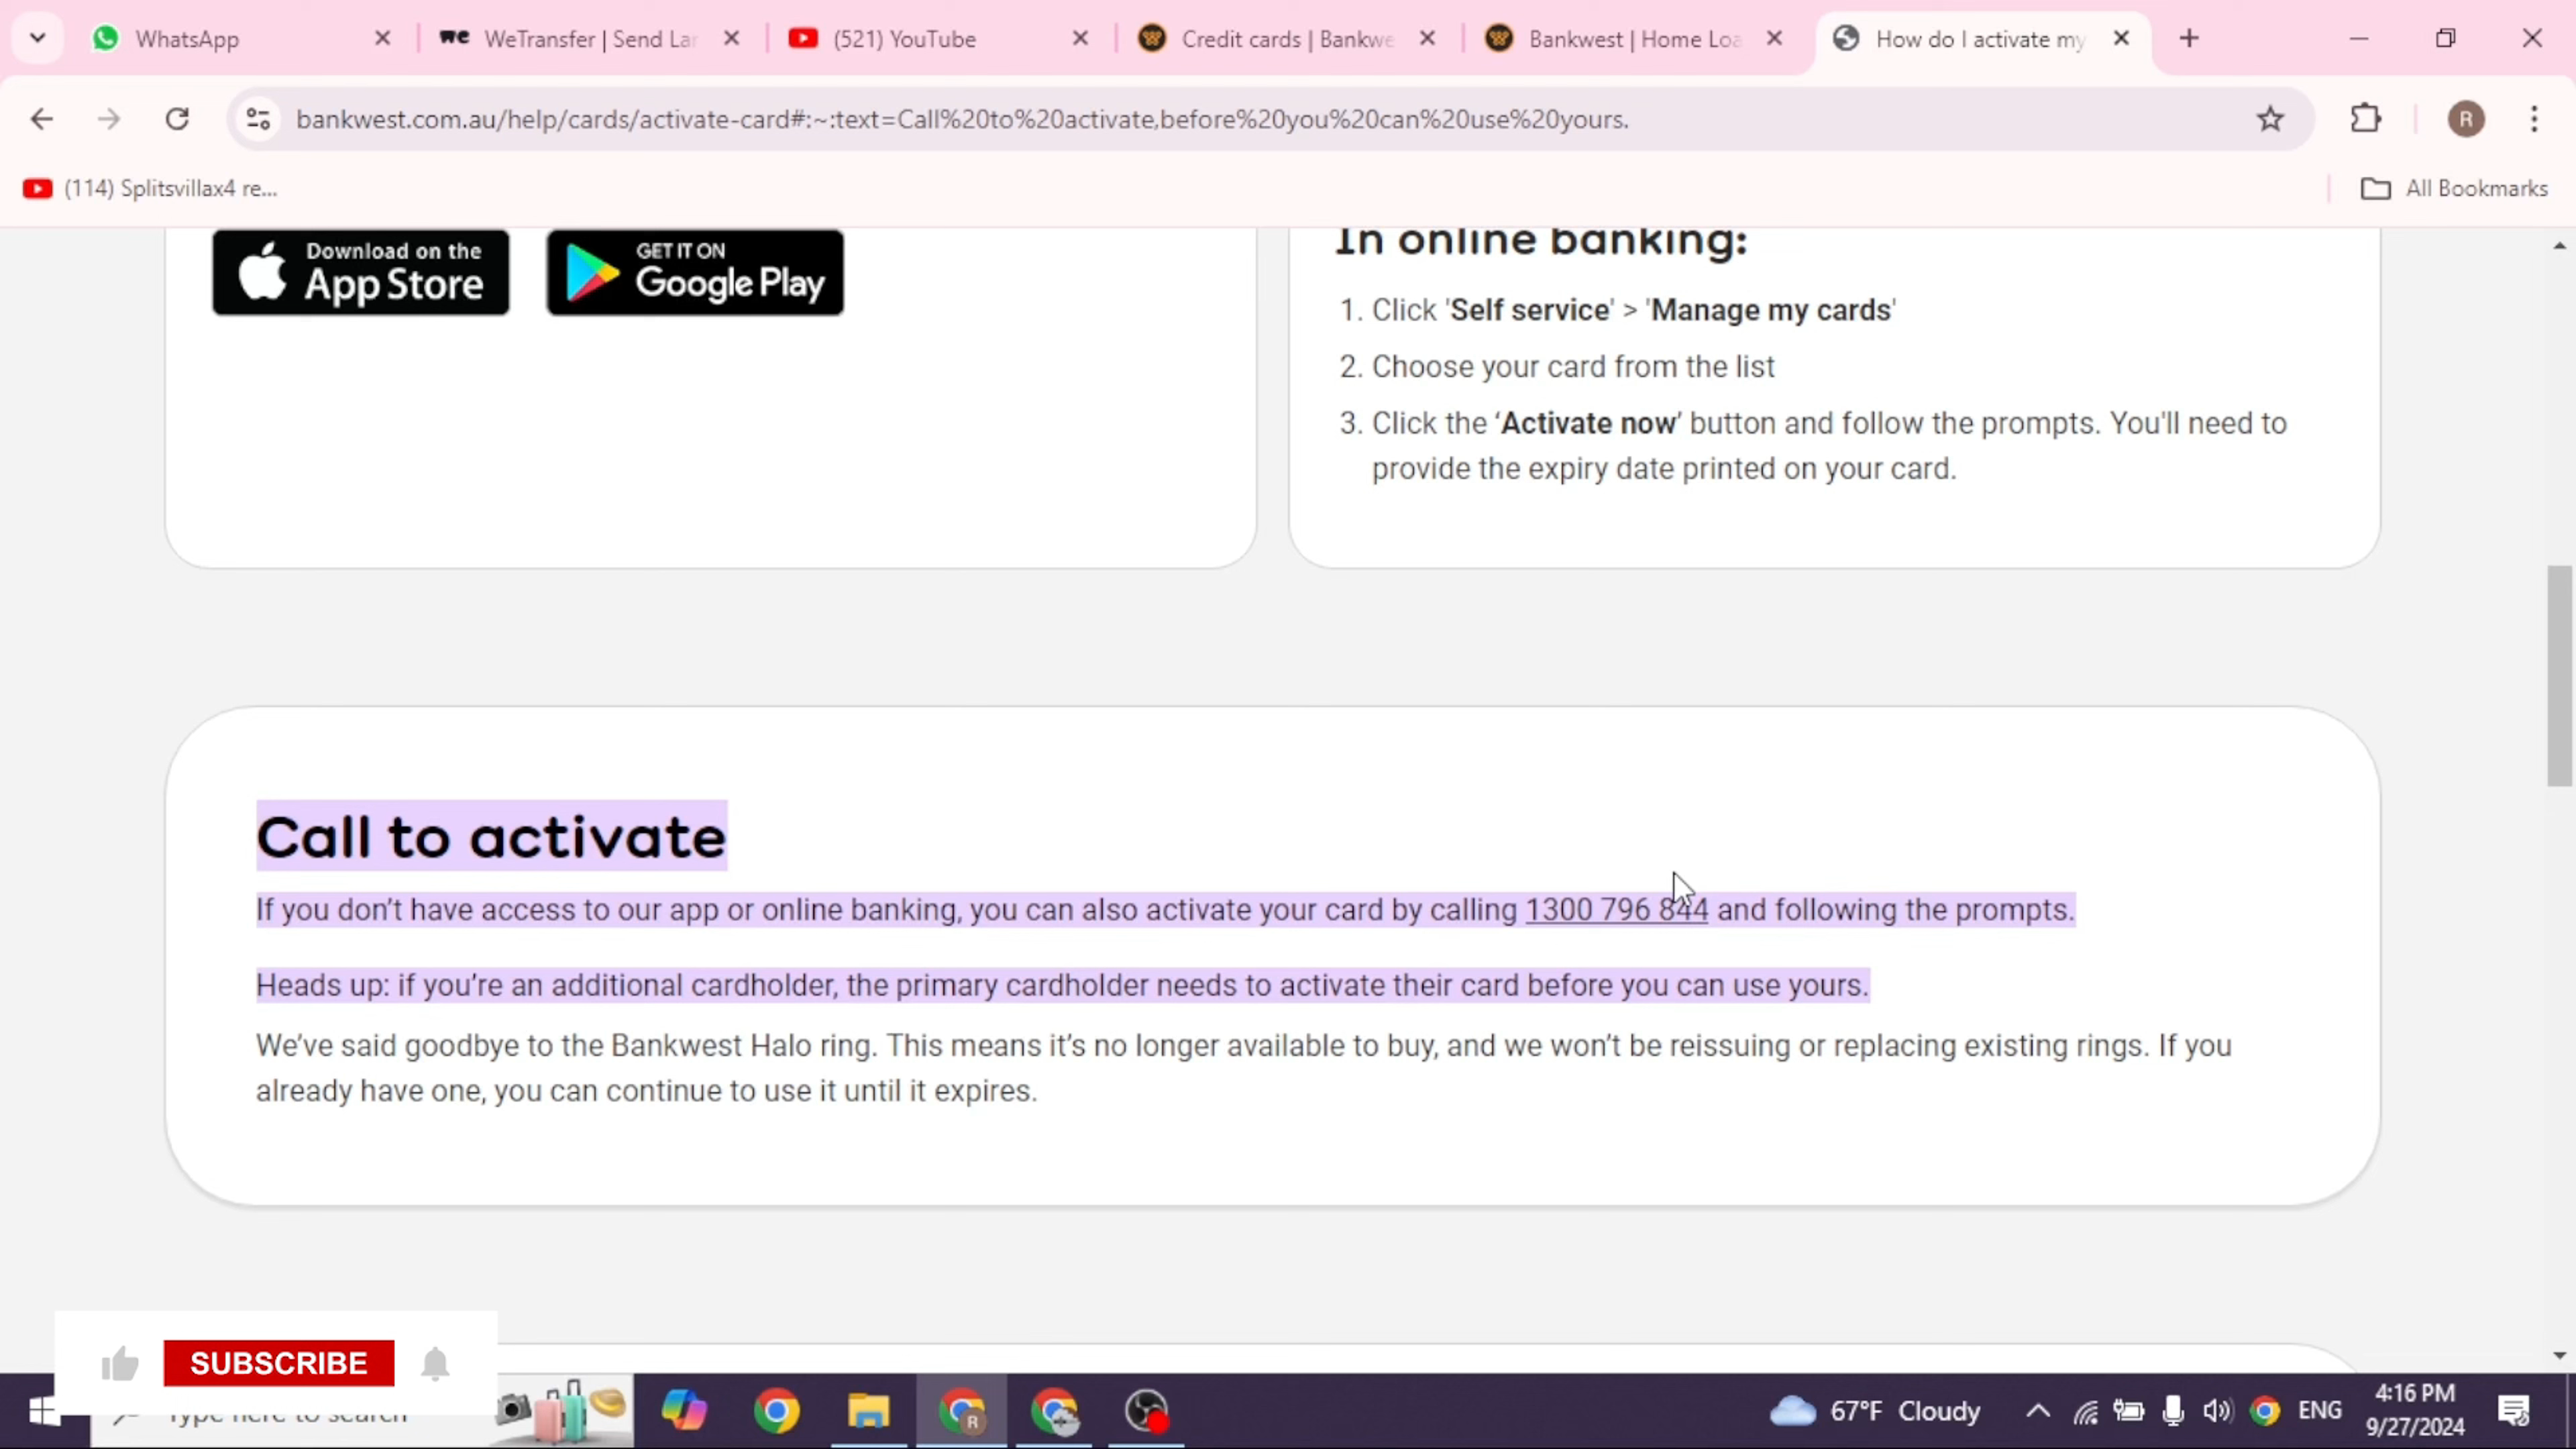 WhatsApp
WeTransfer | Send Lar
(521) YouTube
Credit cards | Bankwe
Bankwest | Home Loa
How do I activate my
bankwest.com.au/help/cards/activate-card#:~:text=Call%20to%20activate,before%20you%20can%20use%20yours.
R
(114) Splitsvillax4 re...
All Bookmarks
Download on the
App Store
GET IT ON
Google Play
In online banking:
1. Click 'Self service' > 'Manage my cards'
2. Choose your card from the list
3. Click the ‘Activate now’ button and follow the prompts. You'll need to
provide the expiry date printed on your card.
Call to activate
If you don’t have access to our app or online banking, you can also activate your card by calling 1300 796 844 and following the prompts.
Heads up: if you’re an additional cardholder, the primary cardholder needs to activate their card before you can use yours.
We’ve said goodbye to the Bankwest Halo ring. This means it’s no longer available to buy, and we won’t be reissuing or replacing existing rings. If you
already have one, you can continue to use it until it expires.
SUBSCRIBE
Type here to search
R
67°F Cloudy
ENG
4:16 PM
9/27/2024